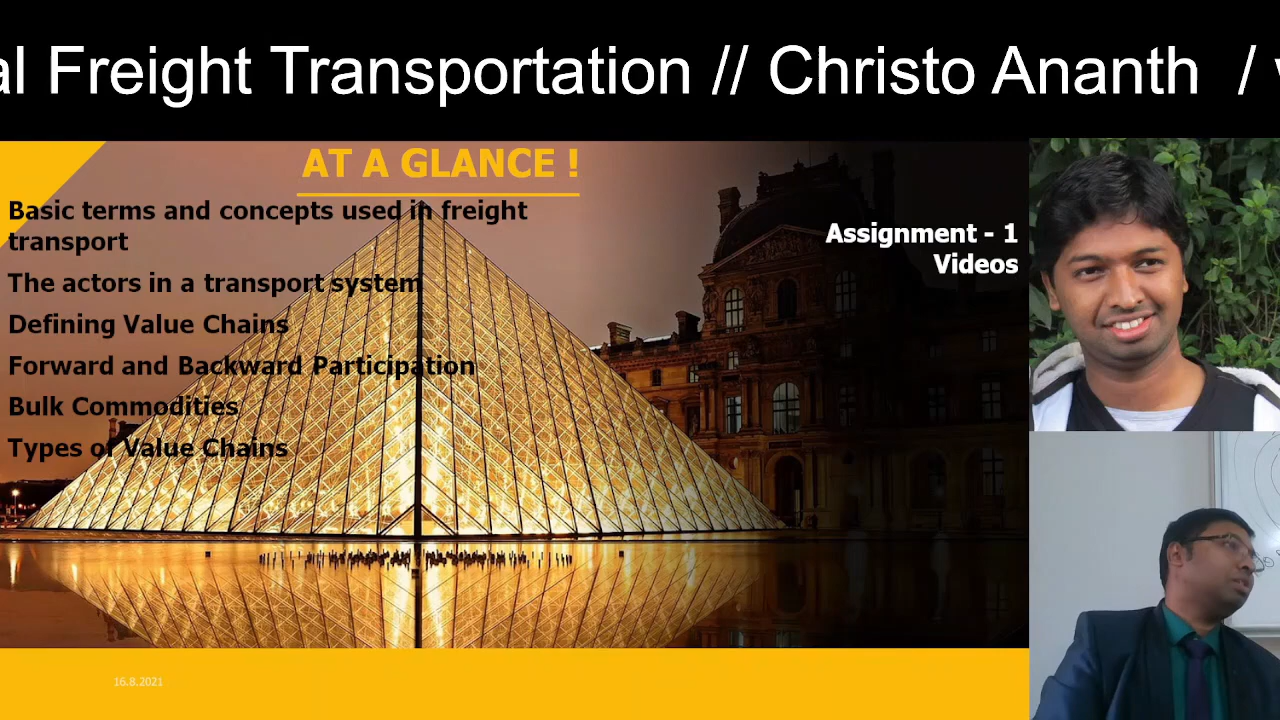 al Freight Transportation // Christo Ananth / w
AT A GLANCE !
Basic terms and concepts used in freight
transport
The actors in a transport system
Defining Value Chains
Forward and Backward Participation
Bulk Commodities
Types of Value Chains
Assignment - 1
Videos
16.8.2021